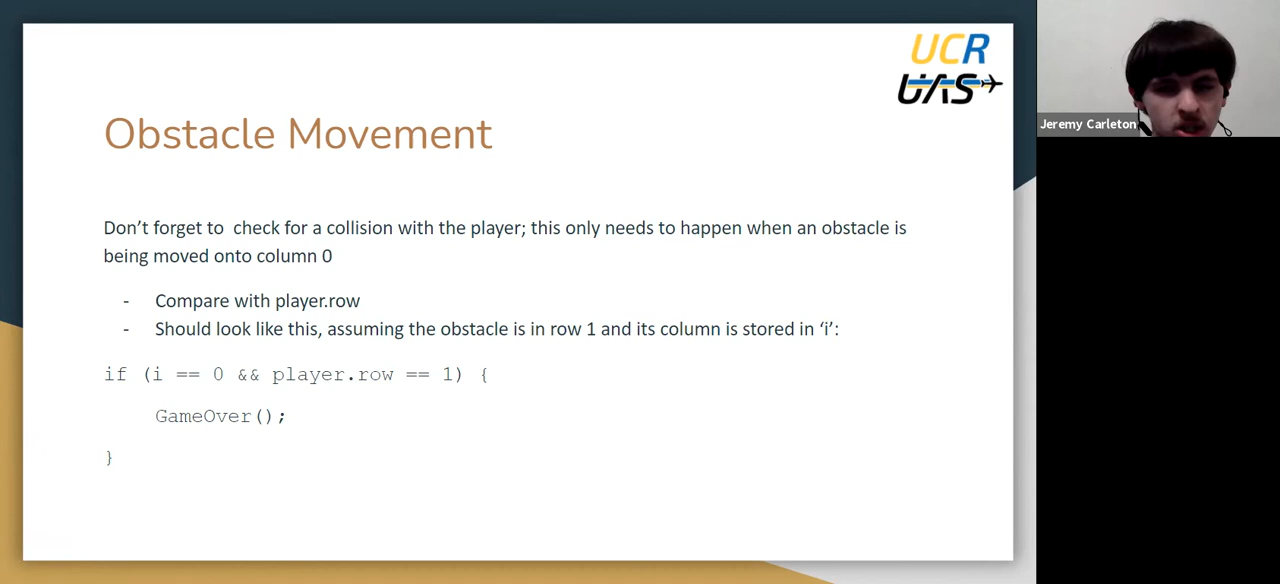 UCR
UAS
Jeremy Carleton
Obstacle Movement
Don't forget to  check for a collision with the player; this only needs to happen when an obstacle is
being moved onto column 0
- Compare with player.row
- Should look like this, assuming the obstacle is in row 1 and its column is stored in ‘i’:
if (i == 0 && player.row == 1) {
GameOver();
}